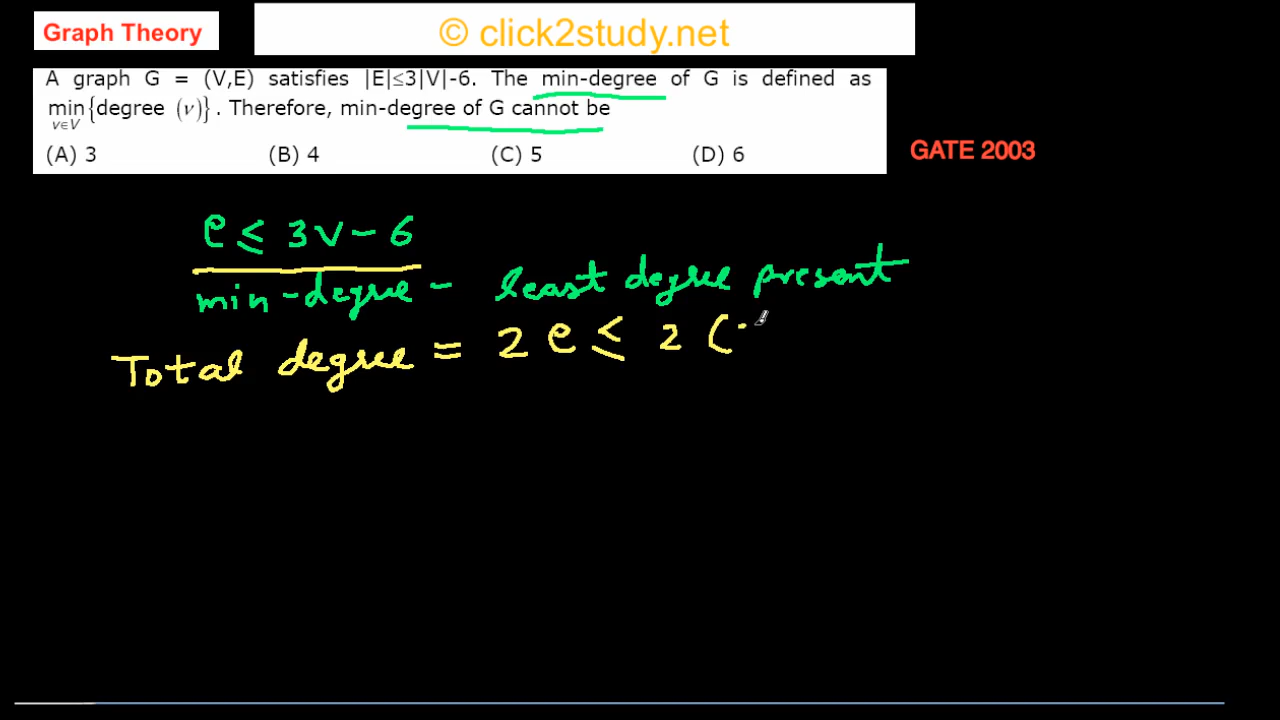 Graph Theory
© click2study.net
A graph G = (V,E) satisfies |E|≤3|V|-6. The min-degree of G is defined as
min{degree (v)}. Therefore, min-degree of G cannot be
v∈V
(A) 3 (B) 4 (C) 5 (D) 6
GATE 2003
e ≤ 3v - 6
min-degree - least degree present
Total degree = 2e ≤ 2(